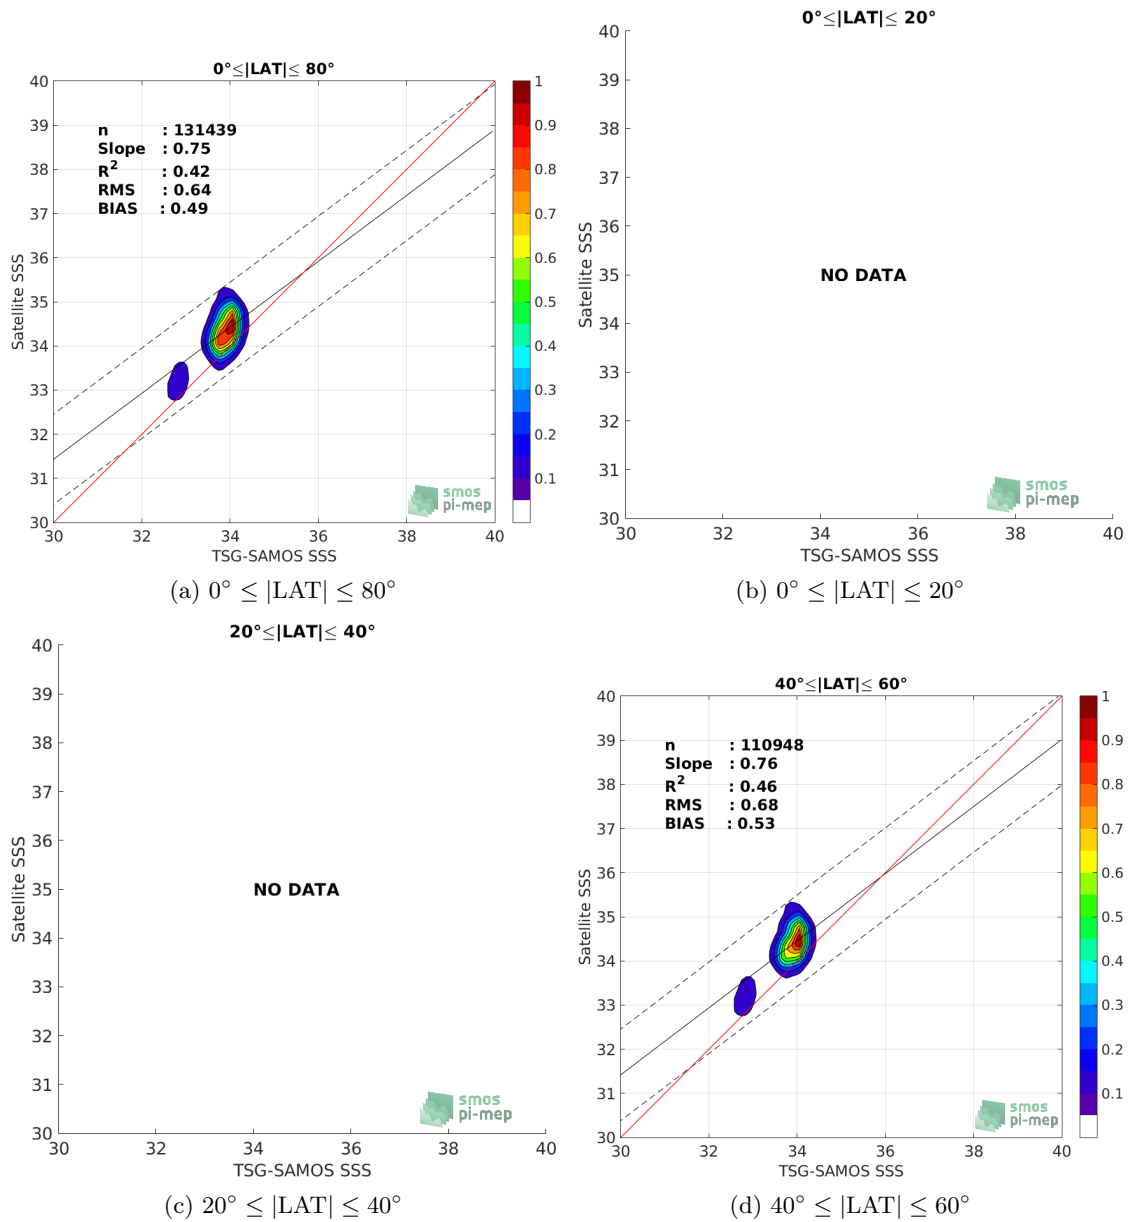 0°≤|LAT|≤ 80°
40
39
38
37
36
35
34
33
32
31
30
Satellite SSS
n : 131439
Slope : 0.75
R2 : 0.42
RMS : 0.64
BIAS : 0.49
smos
pi-mep
30 32 34 36 38 40
TSG-SAMOS SSS
1
0.9
0.8
0.7
0.6
0.5
0.4
0.3
0.2
0.1
(a) 0° ≤ |LAT| ≤ 80°
0°≤|LAT|≤ 20°
40
39
38
37
36
35
34
33
32
31
30
Satellite SSS
NO DATA
smos
pi-mep
30 32 34 36 38 40
TSG-SAMOS SSS
(b) 0° ≤ |LAT| ≤ 20°
20°≤|LAT|≤ 40°
40
39
38
37
36
35
34
33
32
31
30
Satellite SSS
NO DATA
smos
pi-mep
30 32 34 36 38 40
TSG-SAMOS SSS
(c) 20° ≤ |LAT| ≤ 40°
40°≤|LAT|≤ 60°
40
39
38
37
36
35
34
33
32
31
30
Satellite SSS
n : 110948
Slope : 0.76
R2 : 0.46
RMS : 0.68
BIAS : 0.53
smos
pi-mep
30 32 34 36 38 40
TSG-SAMOS SSS
1
0.9
0.8
0.7
0.6
0.5
0.4
0.3
0.2
0.1
(d) 40° ≤ |LAT| ≤ 60°